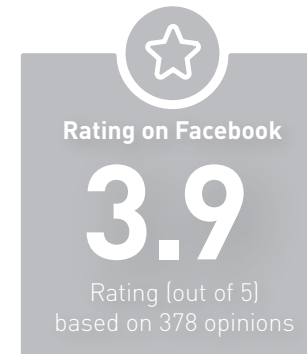 Rating on Facebook
3.9
Rating (out of 5)
based on 378 opinions